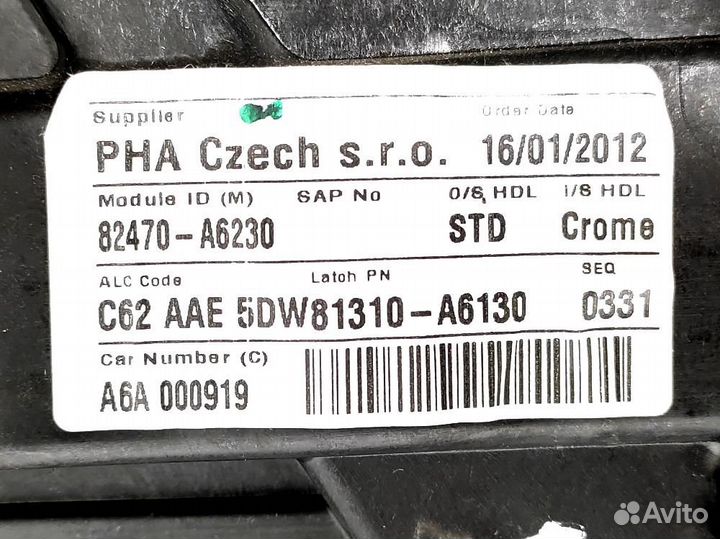 Supplier Order Date
PHA Czech s.r.o. 16/01/2012
Module ID (M) SAP No O/S, HDL I/S HDL
82470-A6230 STD Crome
ALC Code Latch PN SEQ
C62 AAE 5DW81310-A6130 0331
Car Number (C)
A6A 000919
Avito